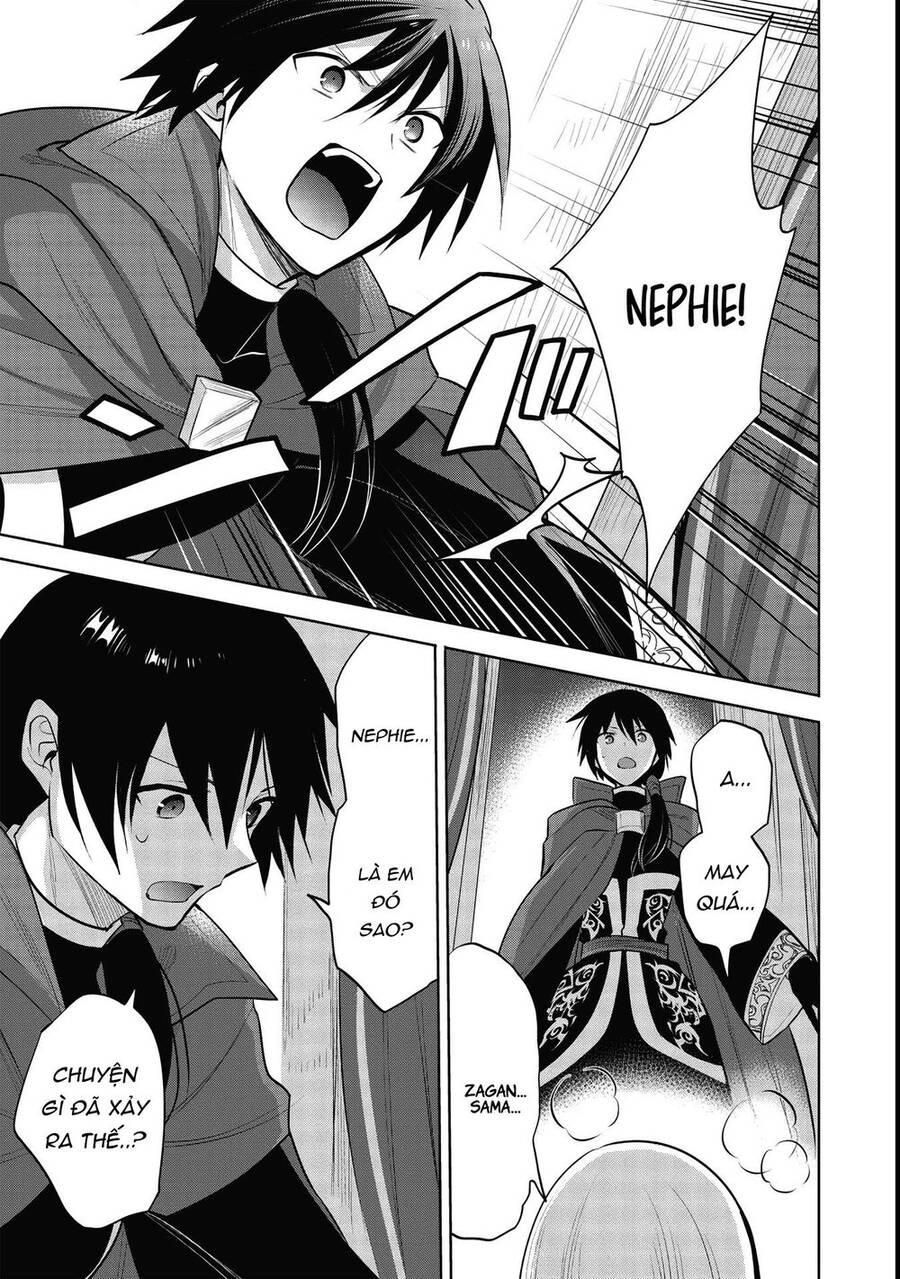 NEPHIE!
A...
MAY
QUÁ...
ZAGAN...
SAMA...
NEPHIE...
LÀ EM
ĐÓ
SAO?
CHUYỆN
GÌ ĐÃ XẢY
RA THẾ..?